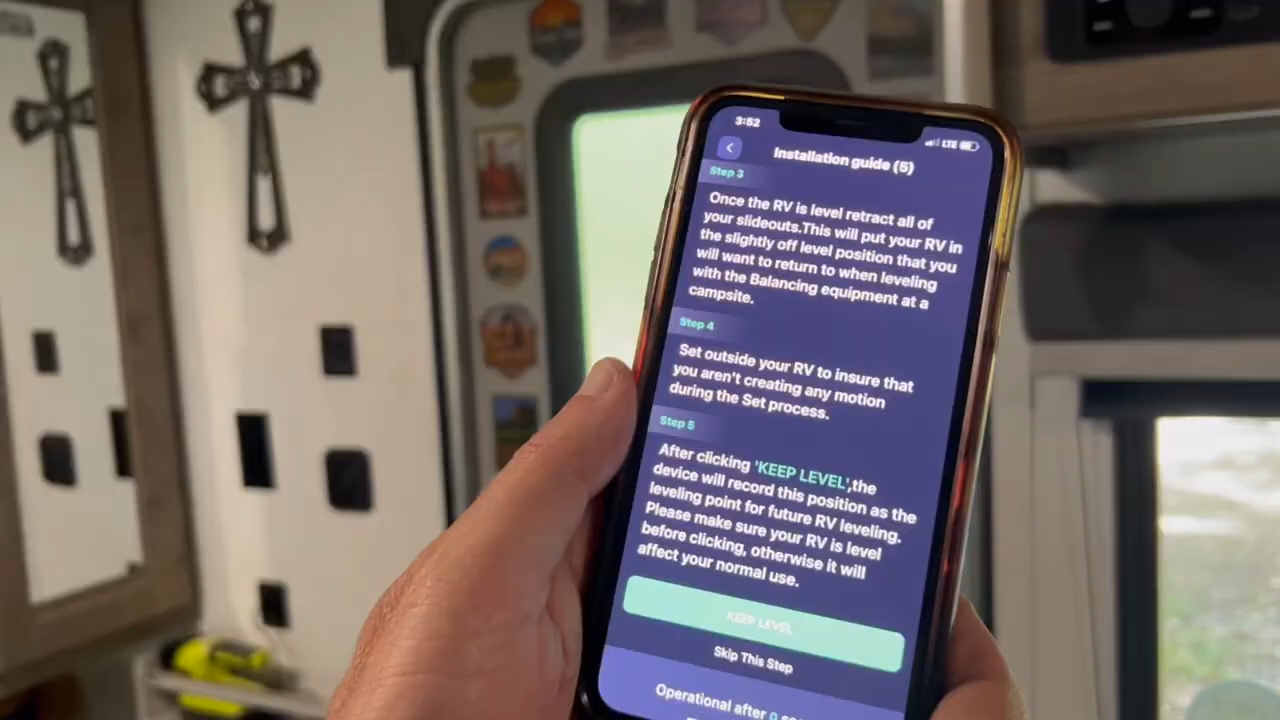 3:52
LTE
Installation guide (5)
Step 3
Once the RV is level retract all of
your slideouts.This will put your RV in
the slightly off level position that you
will want to return to when leveling
with the Balancing equipment at a
campsite.
Step 4
Set outside your RV to insure that
you aren't creating any motion
during the Set process.
Step 5
After clicking 'KEEP LEVEL',the
device will record this position as the
leveling point for future RV leveling.
Please make sure your RV is level
before clicking, otherwise it will
affect your normal use.
KEEP LEVEL
Skip This Step
Operational after 0